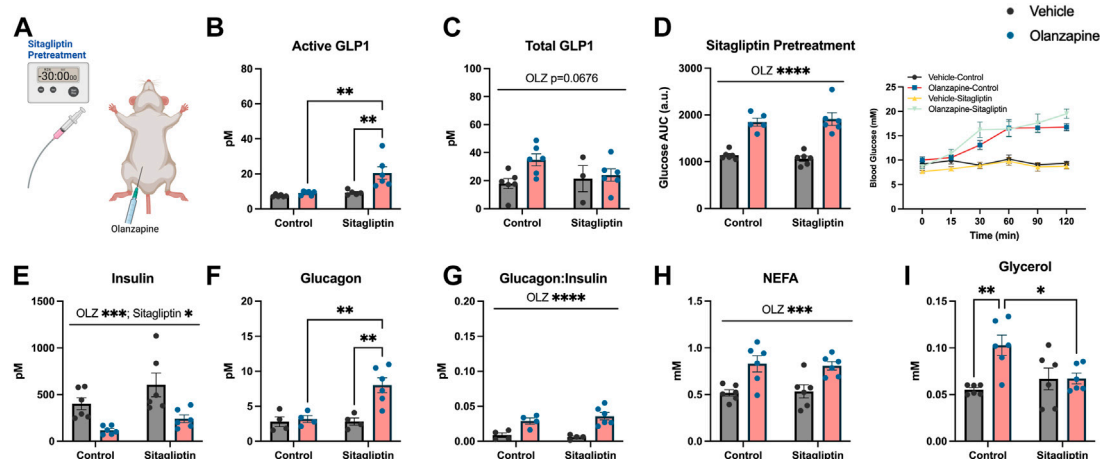 Vehicle
Olanzapine
A
Sitagliptin
Pretreatment
-30:00
Olanzapine
B
Active GLP1
pM
50
40
30
20
10
0
**
**
Control
Sitagliptin
C
Total GLP1
OLZ p=0.0676
pM
100
80
60
40
20
0
Control
Sitagliptin
D
Sitagliptin Pretreatment
OLZ ****
Glucose AUC (a.u.)
3000
2000
1000
0
Control
Sitagliptin
Vehicle-Control
Olanzapine-Control
Vehicle-Sitagliptin
Olanzapine-Sitagliptin
Blood Glucose (mM)
30
25
20
15
10
5
0
0 15 30 60 90 120
Time (min)
E
Insulin
OLZ ***; Sitagliptin *
pM
1500
1000
500
0
Control
Sitagliptin
F
Glucagon
pM
20
15
10
5
0
**
**
Control
Sitagliptin
G
Glucagon:Insulin
OLZ ****
pM
0.20
0.15
0.10
0.05
0.00
Control
Sitagliptin
H
NEFA
OLZ ***
mM
1.5
1.0
0.5
0.0
Control
Sitagliptin
I
Glycerol
mM
0.15
0.10
0.05
0.00
**
*
Control
Sitagliptin